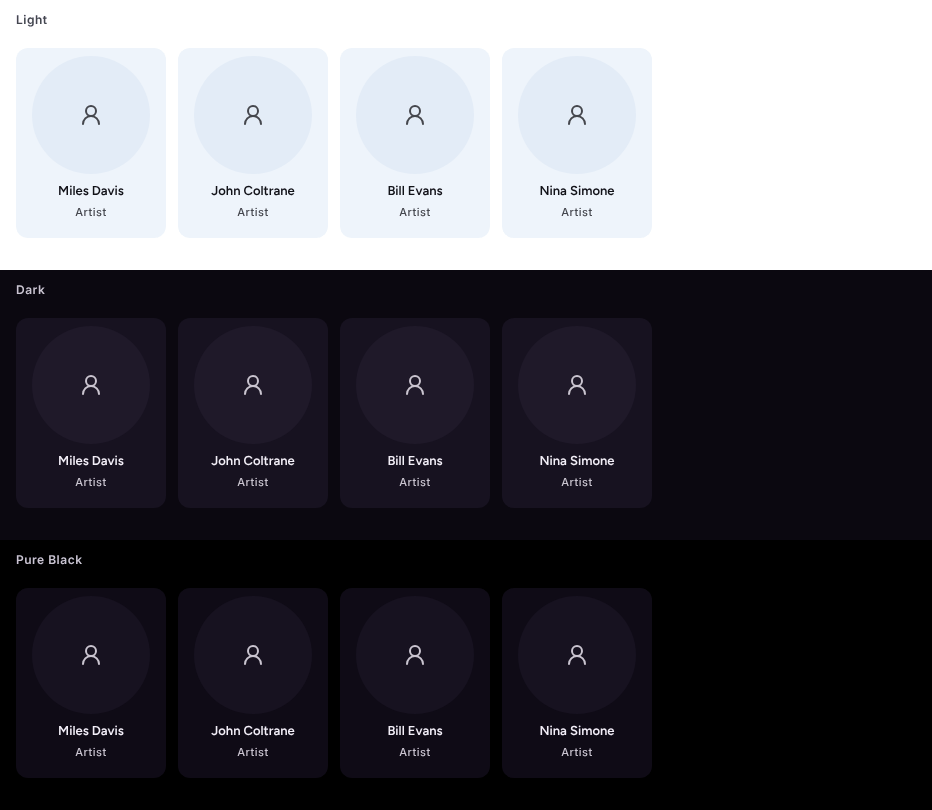 Light
Miles Davis
Artist
John Coltrane
Artist
Bill Evans
Artist
Nina Simone
Artist
Dark
Miles Davis
Artist
John Coltrane
Artist
Bill Evans
Artist
Nina Simone
Artist
Pure Black
Miles Davis
Artist
John Coltrane
Artist
Bill Evans
Artist
Nina Simone
Artist